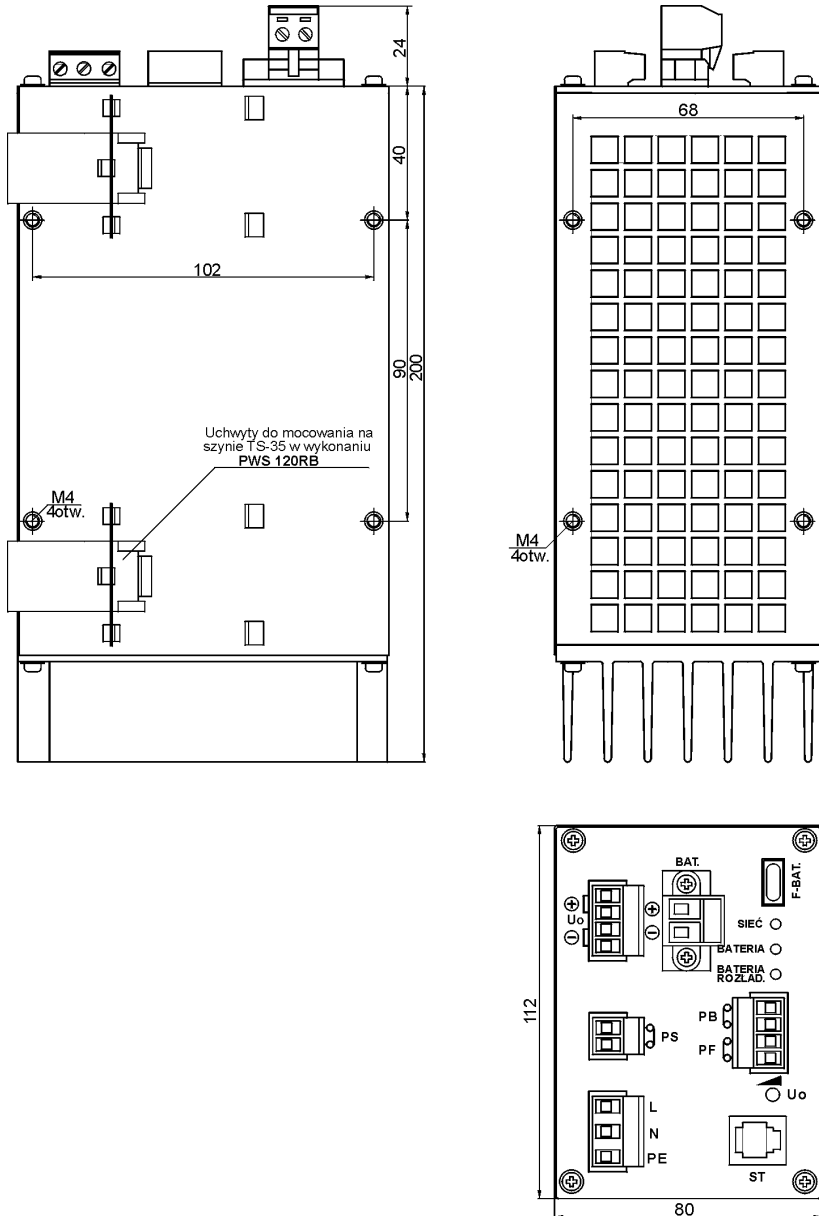 24
40
68
102
90
200
Uchwyty do mocowania na
szynie TS-35 w wykonaniu
PWS 120RB
M4
4otw.
M4
4otw.
BAT.
F-BAT.
Uo
SIEĆ
BATERIA
BATERIA
ROZŁAD.
112
PS
PB
PF
Uo
L
N
PE
ST
80